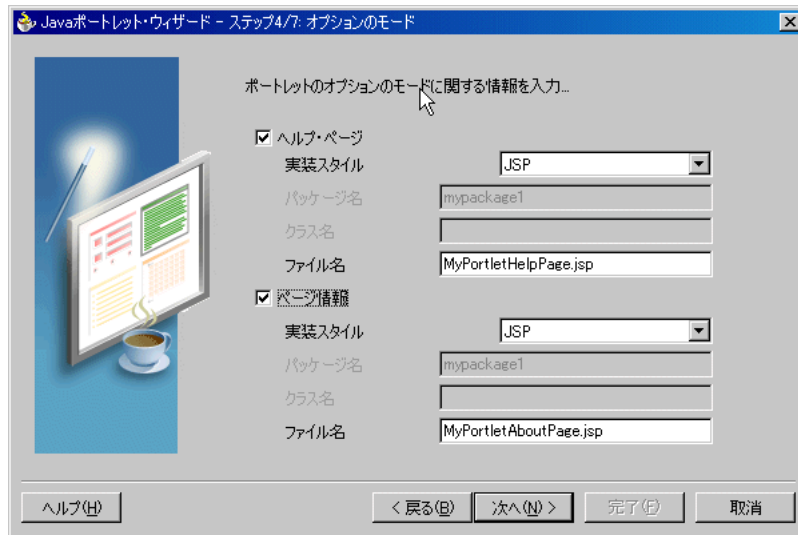 Javaポートレット・ウィザード - ステップ4/7: オプションのモード
ポートレットのオプションのモードに関する情報を入力...
ヘルプ・ページ
実装スタイル JSP
パッケージ名 mypackage1
クラス名
ファイル名 MyPortletHelpPage.jsp
ページ情報
実装スタイル JSP
パッケージ名 mypackage1
クラス名
ファイル名 MyPortletAboutPage.jsp
ヘルプ(H) < 戻る(B) 次へ(N) > 完了(F) 取消